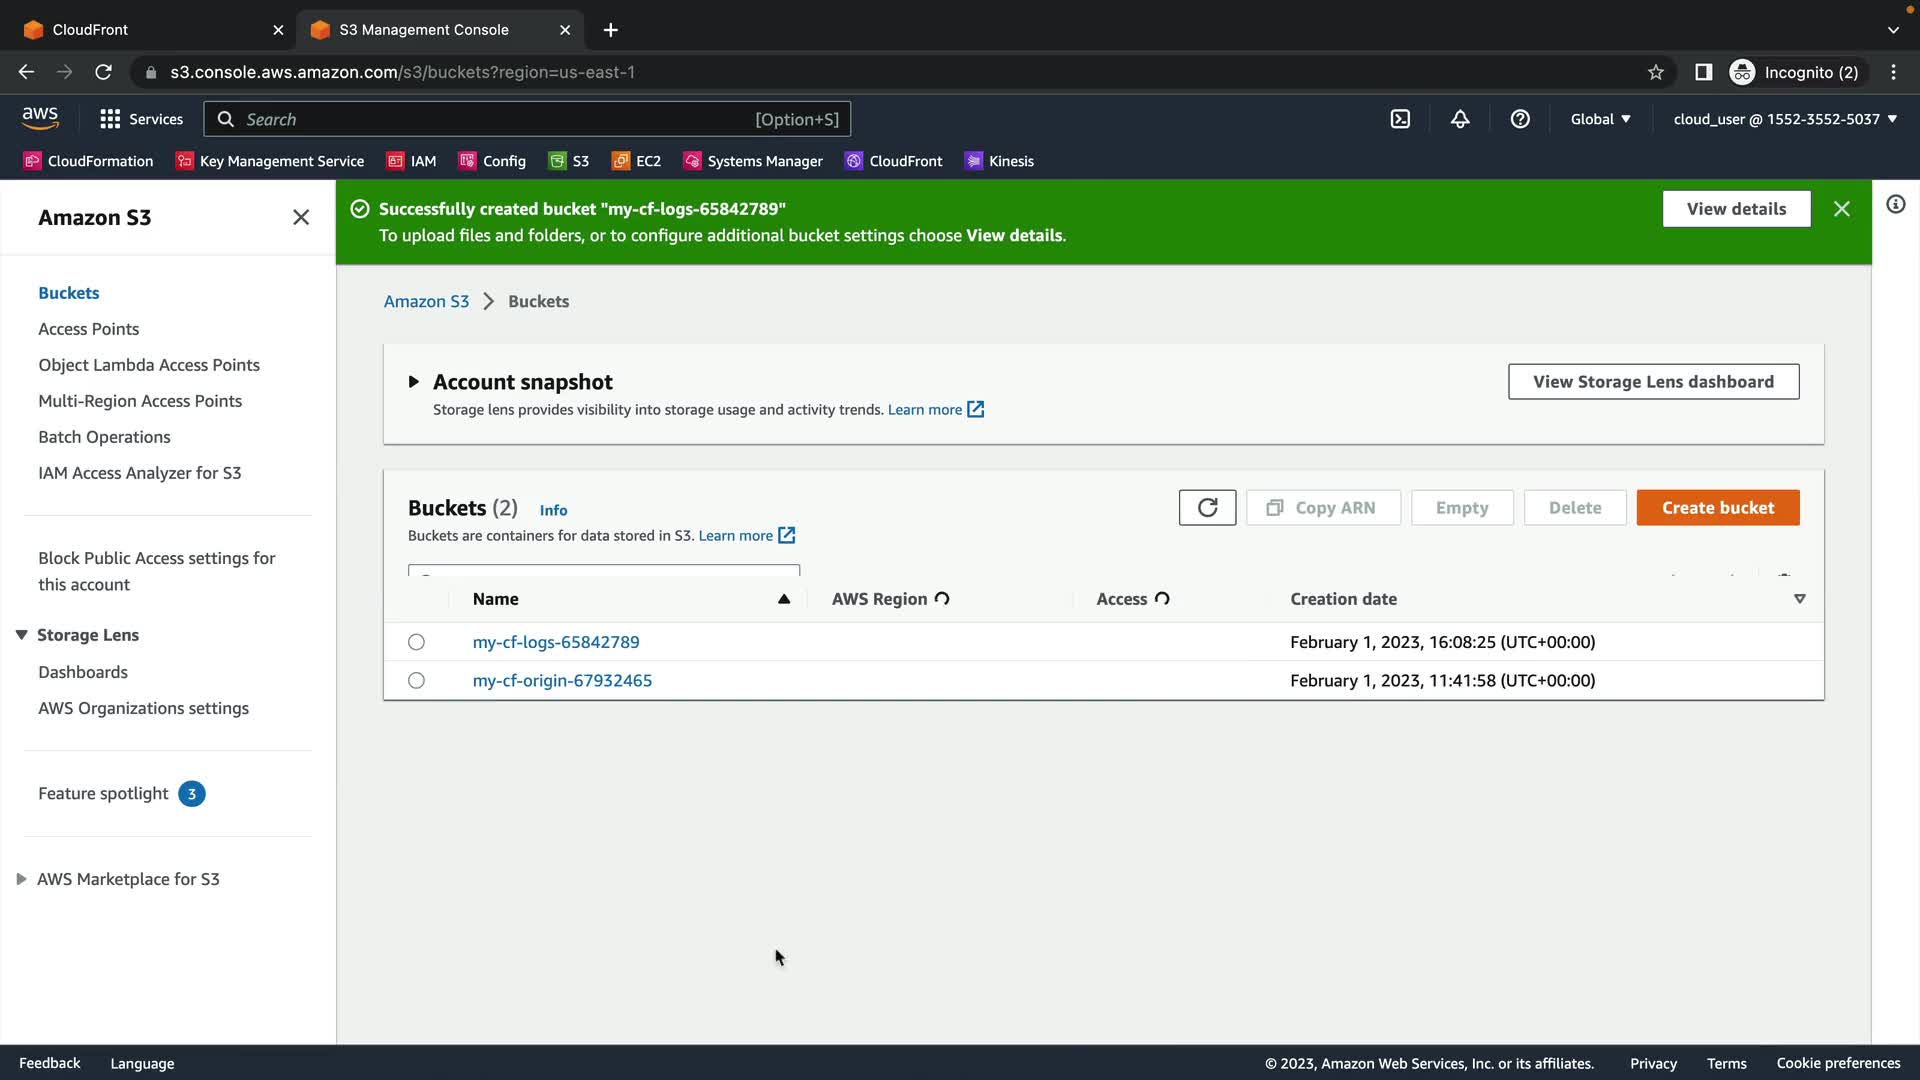 CloudFront
S3 Management Console
s3.console.aws.amazon.com/s3/buckets?region=us-east-1
Incognito (2)
aws
Services
Search
[Option+S]
Global
cloud_user @ 1552-3552-5037
CloudFormation
Key Management Service
IAM
Config
S3
EC2
Systems Manager
CloudFront
Kinesis
Amazon S3
Successfully created bucket "my-cf-logs-65842789"
To upload files and folders, or to configure additional bucket settings choose View details.
View details
Buckets
Access Points
Object Lambda Access Points
Multi-Region Access Points
Batch Operations
IAM Access Analyzer for S3
Block Public Access settings for
this account
Storage Lens
Dashboards
AWS Organizations settings
Feature spotlight 3
AWS Marketplace for S3
Amazon S3 > Buckets
Account snapshot
Storage lens provides visibility into storage usage and activity trends. Learn more
View Storage Lens dashboard
Buckets (2) Info
Buckets are containers for data stored in S3. Learn more
Copy ARN
Empty
Delete
Create bucket
Name
AWS Region
Access
Creation date
my-cf-logs-65842789
February 1, 2023, 16:08:25 (UTC+00:00)
my-cf-origin-67932465
February 1, 2023, 11:41:58 (UTC+00:00)
Feedback
Language
© 2023, Amazon Web Services, Inc. or its affiliates.
Privacy
Terms
Cookie preferences